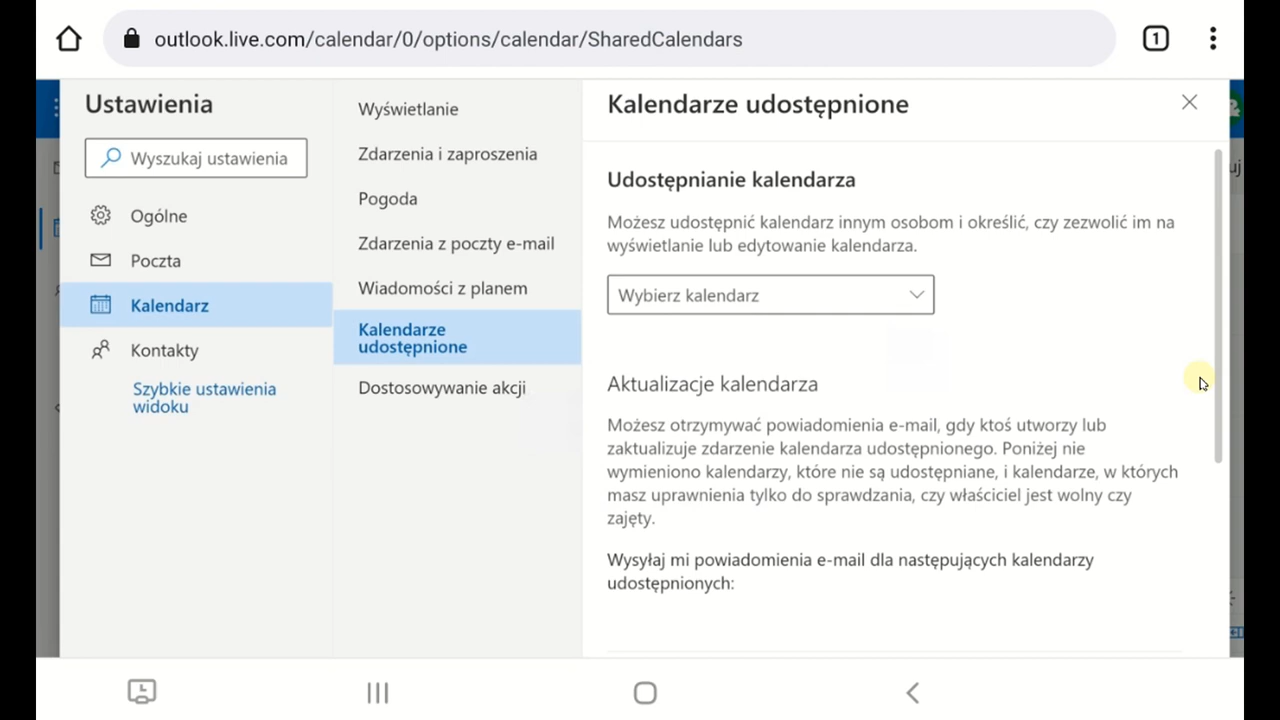 outlook.live.com/calendar/0/options/calendar/SharedCalendars
1
Ustawienia
Wyszukaj ustawienia
Ogólne
Poczta
Kalendarz
Kontakty
Szybkie ustawienia
widoku
Wyświetlanie
Zdarzenia i zaproszenia
Pogoda
Zdarzenia z poczty e-mail
Wiadomości z planem
Kalendarze
udostępnione
Dostosowywanie akcji
Kalendarze udostępnione
Udostępnianie kalendarza
Możesz udostępnić kalendarz innym osobom i określić, czy zezwolić im na
wyświetlanie lub edytowanie kalendarza.
Wybierz kalendarz
Aktualizacje kalendarza
Możesz otrzymywać powiadomienia e-mail, gdy ktoś utworzy lub
zaktualizuje zdarzenie kalendarza udostępnionego. Poniżej nie
wymieniono kalendarzy, które nie są udostępniane, i kalendarze, w których
masz uprawnienia tylko do sprawdzania, czy właściciel jest wolny czy
zajęty.
Wysyłaj mi powiadomienia e-mail dla następujących kalendarzy
udostępnionych: